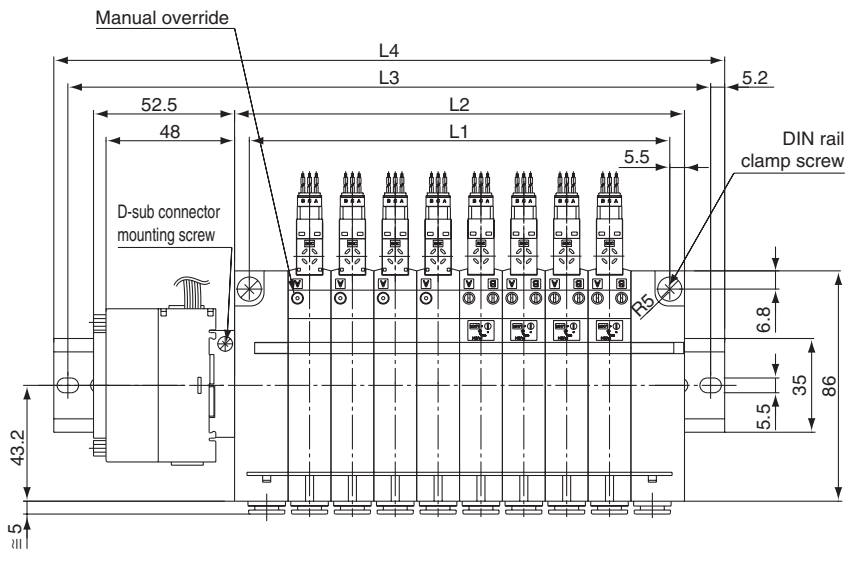 Manual override
L4
L3
5.2
52.5
L2
48
L1
5.5
DIN rail
clamp screw
D-sub connector
mounting screw
A
A
A
A
A
B
A
B
A
B
A
B
R5
6.8
43.2
5.5
35
86
≅5